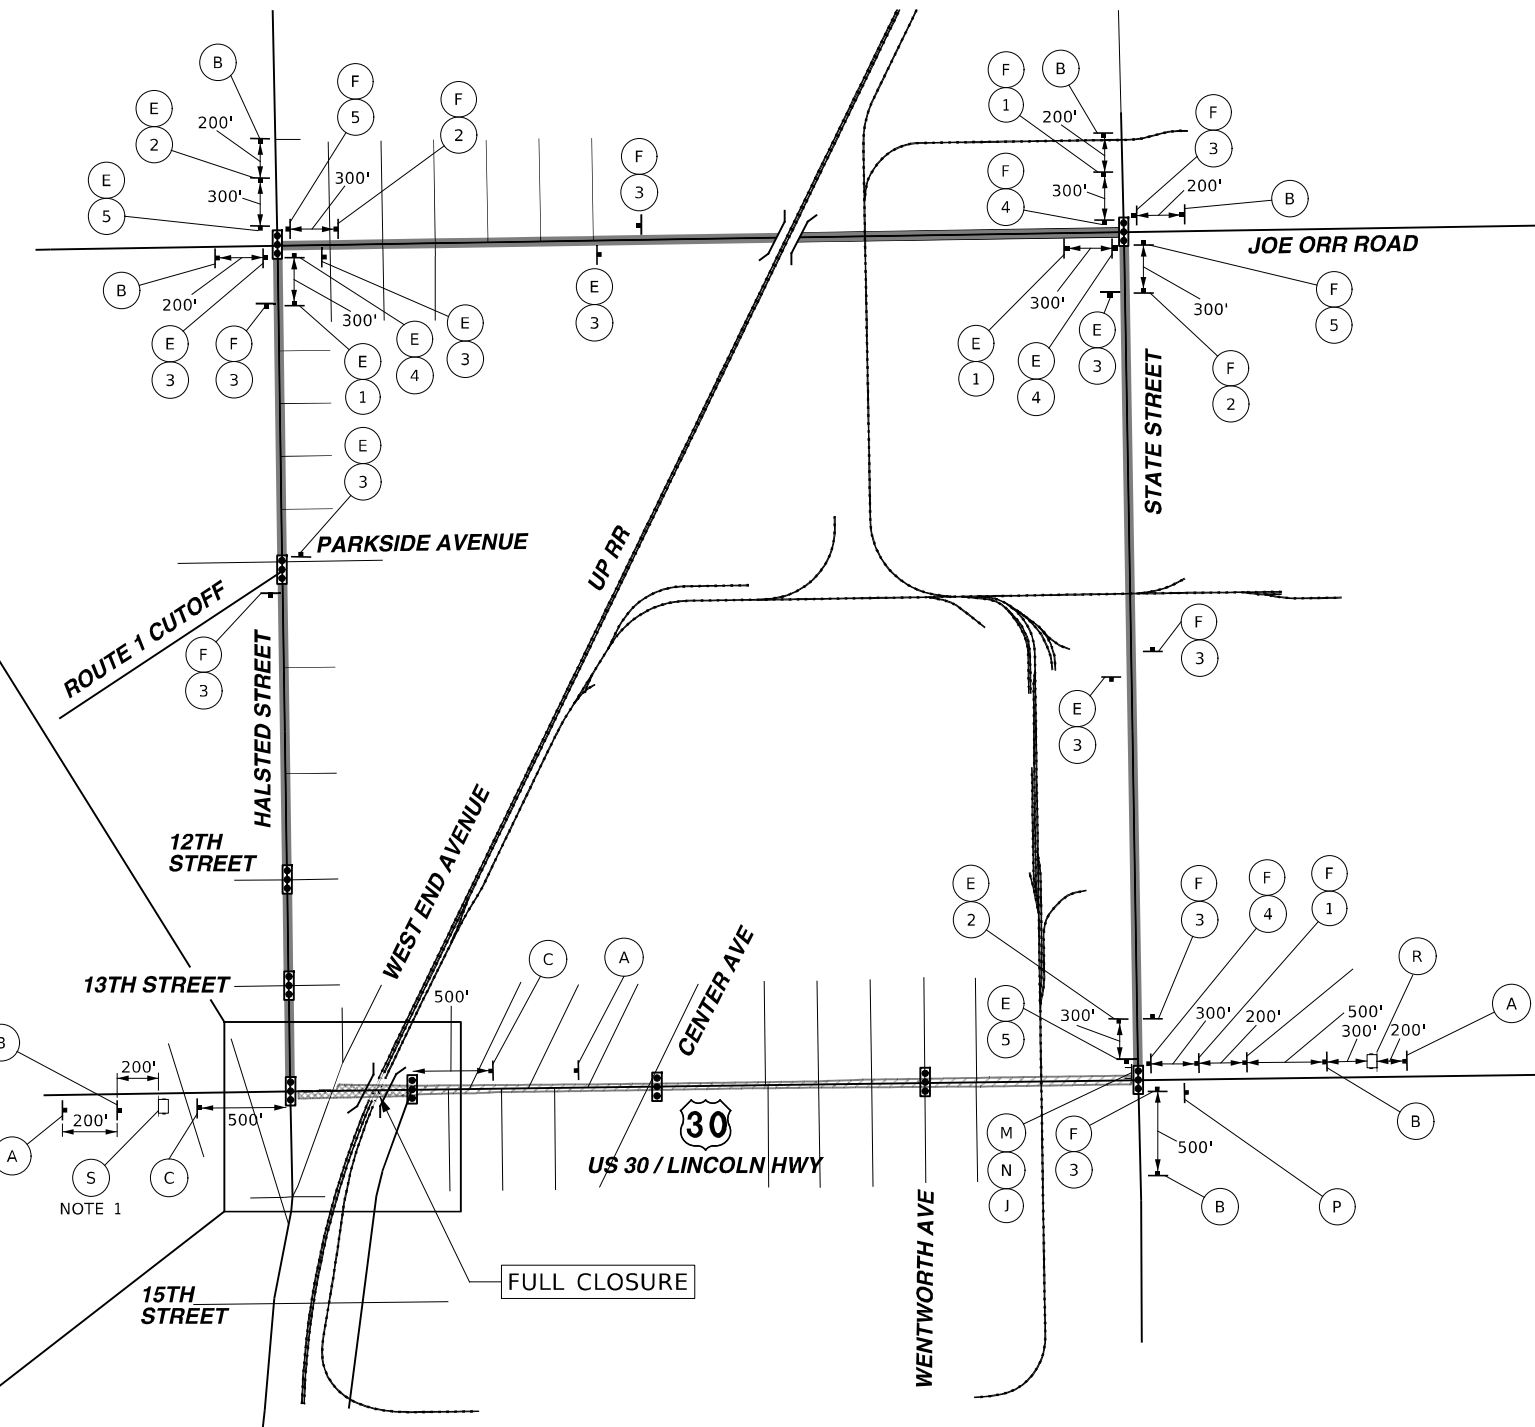 B
E
2
200'
E
5
300'
F
5
F
2
300'
F
3
F
1
B
200'
F
4
300'
F
3
200'
B
JOE ORR ROAD
B
200'
E
3
F
3
300'
E
1
E
4
E
3
E
3
300'
E
1
E
4
E
3
300'
F
5
F
2
STATE STREET
E
3
PARKSIDE AVENUE
ROUTE 1 CUTOFF
F
3
HALSTED STREET
UP RR
F
3
E
3
12TH
STREET
WEST END AVENUE
13TH STREET
500'
C
A
CENTER AVE
E
2
E
5
300'
F
3
F
4
F
1
300'
200'
500'
300'
200'
R
A
B
B
200'
200'
A
S
NOTE 1
C
500'
30
US 30 / LINCOLN HWY
WENTWORTH AVE
M
N
J
F
3
500'
B
P
FULL CLOSURE
15TH
STREET